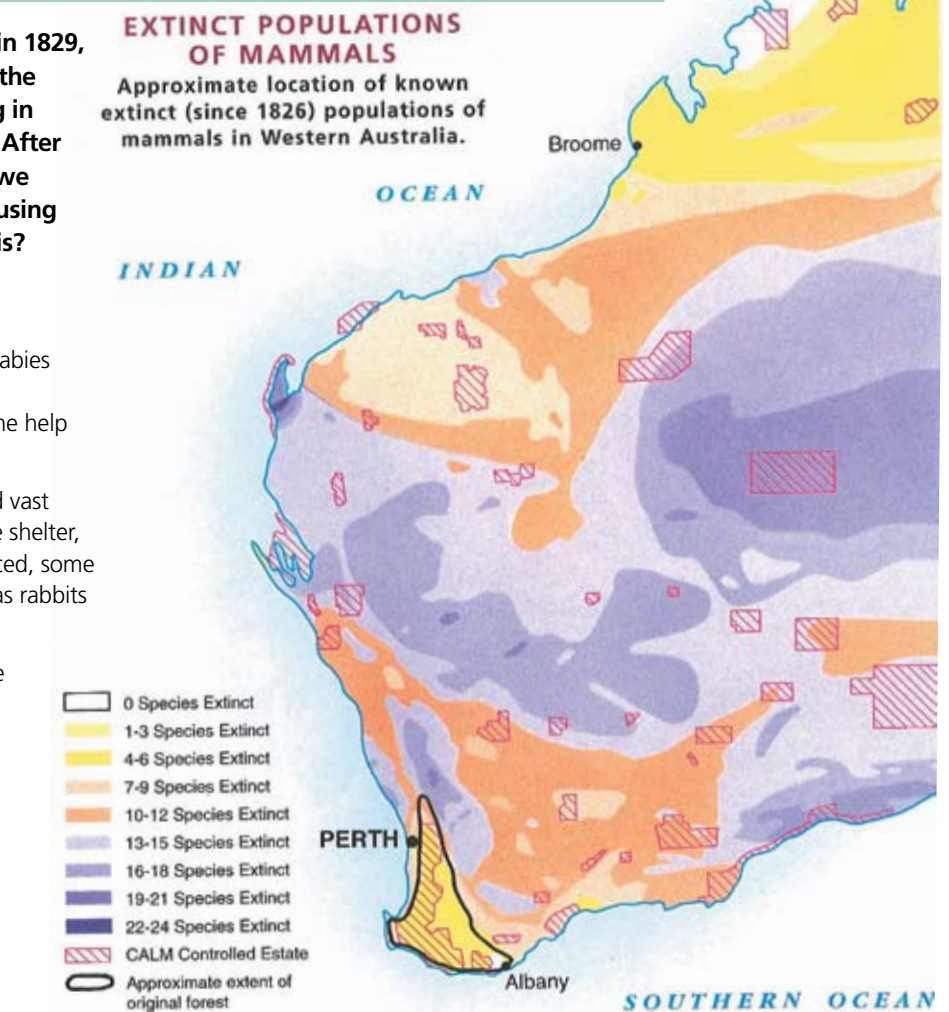 in 1829,
the
g in
After
we
using
is?
abies
he help
d vast
e shelter,
ced, some
as rabbits
e
EXTINCT POPULATIONS
OF MAMMALS
Approximate location of known
extinct (since 1826) populations of
mammals in Western Australia.
Broome
OCEAN
INDIAN
0 Species Extinct
1-3 Species Extinct
4-6 Species Extinct
7-9 Species Extinct
10-12 Species Extinct
13-15 Species Extinct
16-18 Species Extinct
19-21 Species Extinct
22-24 Species Extinct
CALM Controlled Estate
Approximate extent of
original forest
PERTH
Albany
SOUTHERN OCEAN